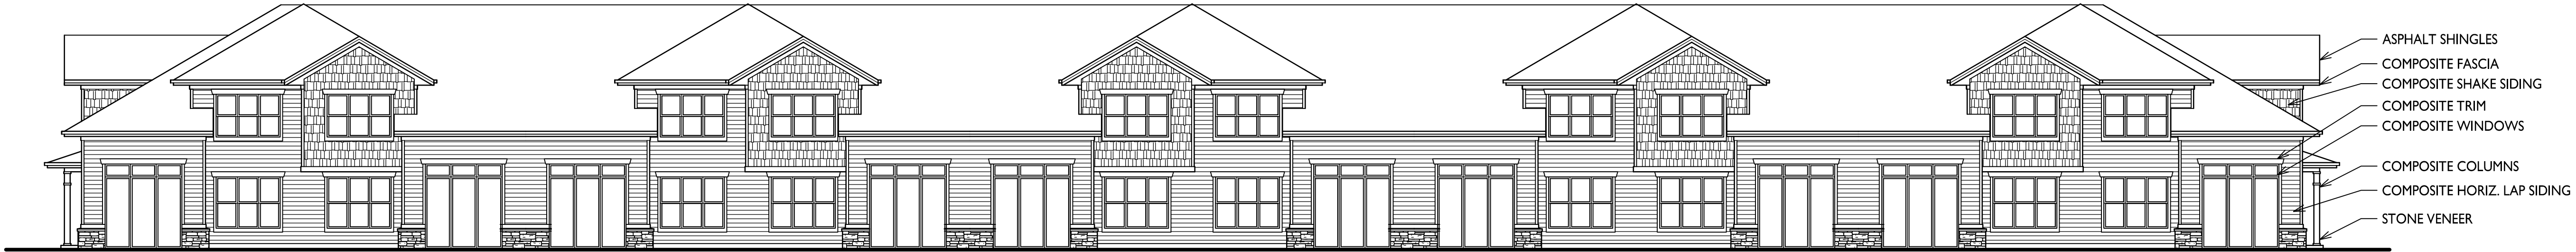 ASPHALT SHINGLES
COMPOSITE FASCIA
COMPOSITE SHAKE SIDING
COMPOSITE TRIM
COMPOSITE WINDOWS
COMPOSITE COLUMNS
COMPOSITE HORIZ. LAP SIDING
STONE VENEER